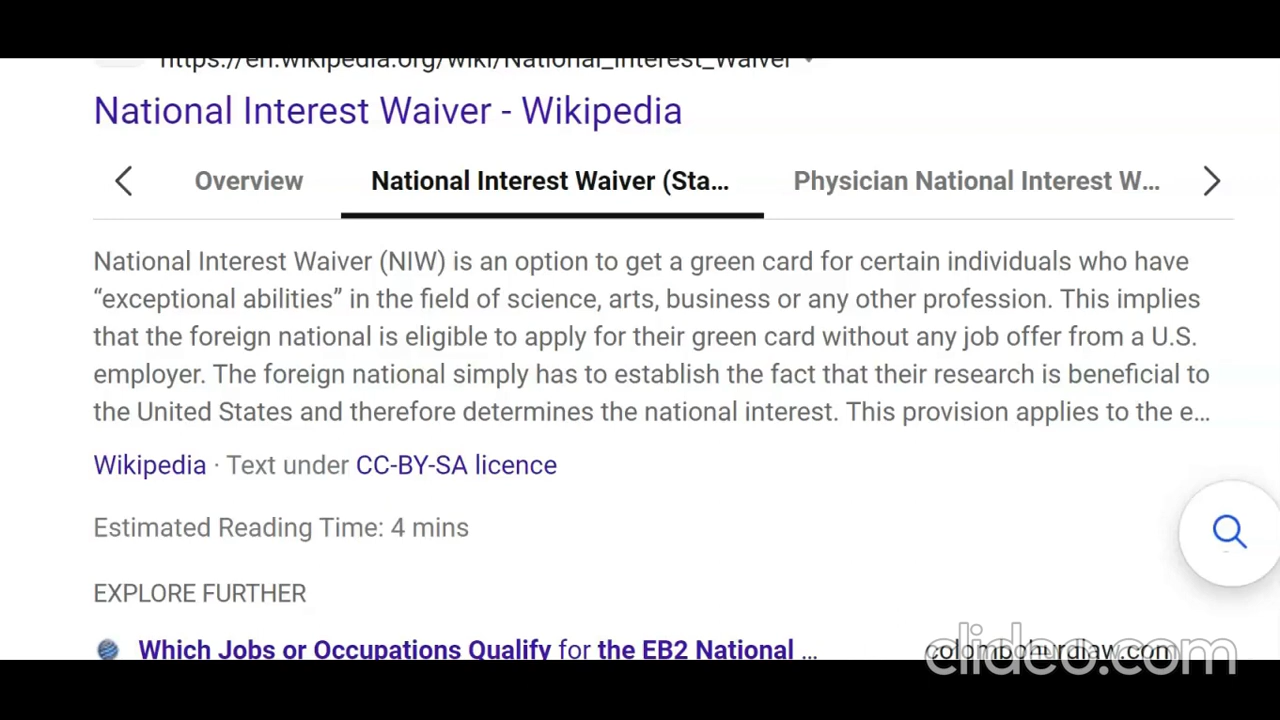 https://en.wikipedia.org/wiki/National_Interest_Waiver
National Interest Waiver - Wikipedia
Overview National Interest Waiver (Sta... Physician National Interest W...
National Interest Waiver (NIW) is an option to get a green card for certain individuals who have
“exceptional abilities” in the field of science, arts, business or any other profession. This implies
that the foreign national is eligible to apply for their green card without any job offer from a U.S.
employer. The foreign national simply has to establish the fact that their research is beneficial to
the United States and therefore determines the national interest. This provision applies to the e...
Wikipedia · Text under CC-BY-SA licence
Estimated Reading Time: 4 mins
EXPLORE FURTHER
Which Jobs or Occupations Qualify for the EB2 National ...
clideo.com